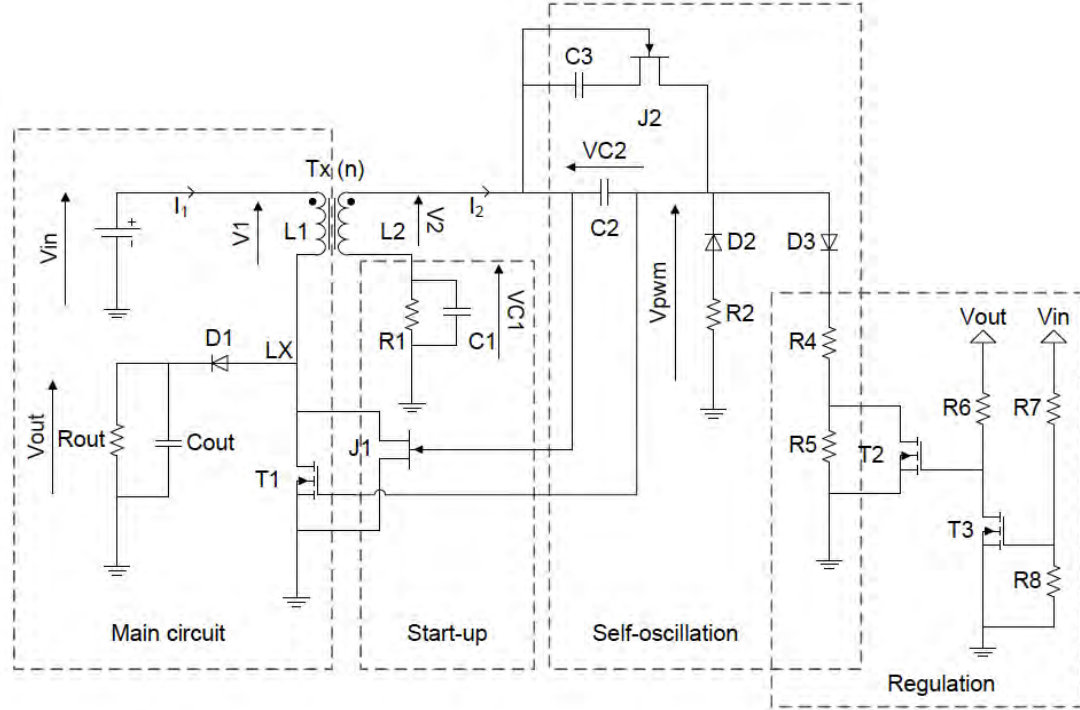 C3
J2
VC2
Tx (n)
I1
V1
L1
L2
V2
I2
C2
Vin
Vpwm
D2
D3
R2
R1
C1
VC1
D1
LX
Vout
Rout
Cout
J1
T1
R4
R5
T2
Vout
Vin
R6
R7
T3
R8
Main circuit
Start-up
Self-oscillation
Regulation